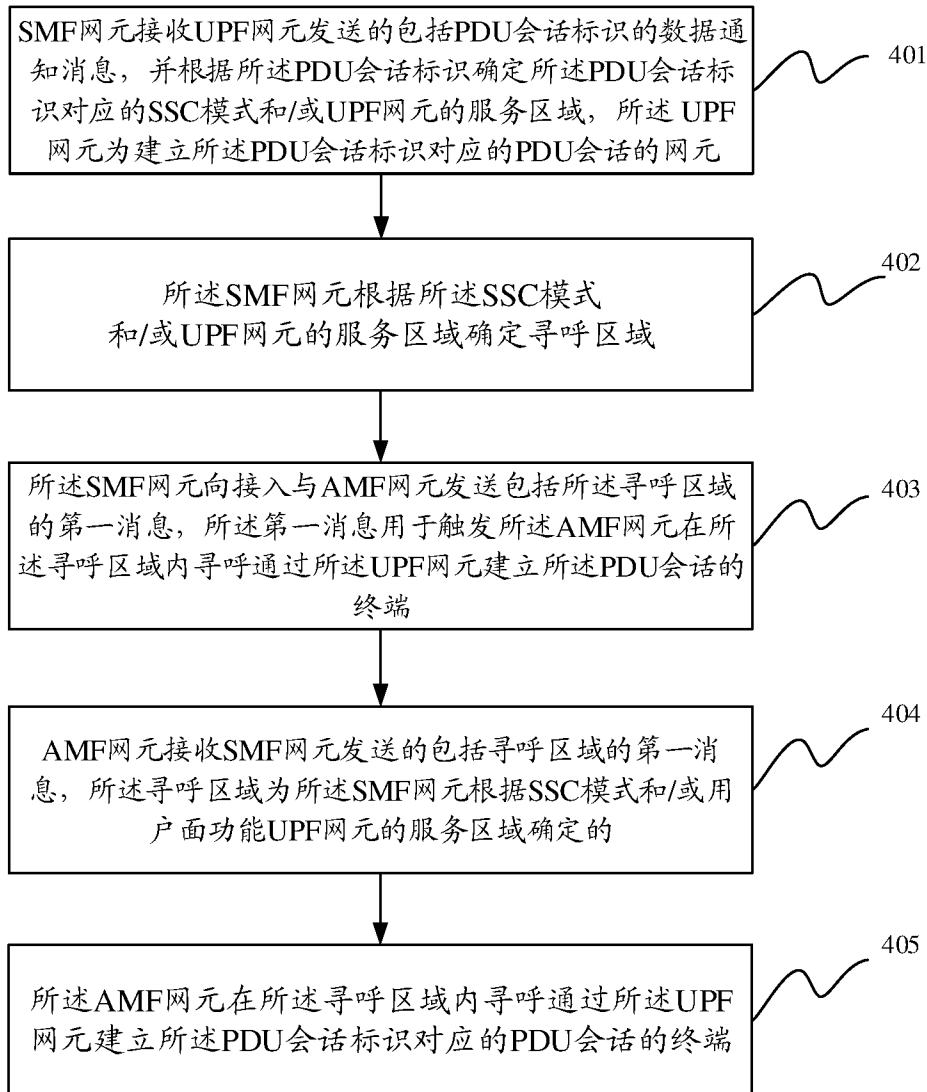 SMF网元接收UPF网元发送的包括PDU会话标识的数据通
知消息，并根据所述PDU会话标识确定所述PDU会话标
识对应的SSC模式和/或UPF网元的服务区域，所述 UPF
网元为建立所述PDU会话标识对应的PDU会话的网元
401
所述SMF网元根据所述SSC模式
和/或UPF网元的服务区域确定寻呼区域
402
所述SMF网元向接入与AMF网元发送包括所述寻呼区域
的第一消息，所述第一消息用于触发所述AMF网元在所
述寻呼区域内寻呼通过所述UPF网元建立所述PDU会话的
终端
403
AMF网元接收SMF网元发送的包括寻呼区域的第一消
息，所述寻呼区域为所述SMF网元根据SSC模式和/或用
户面功能UPF网元的服务区域确定的
404
所述AMF网元在所述寻呼区域内寻呼通过所述UPF
网元建立所述PDU会话标识对应的PDU会话的终端
405